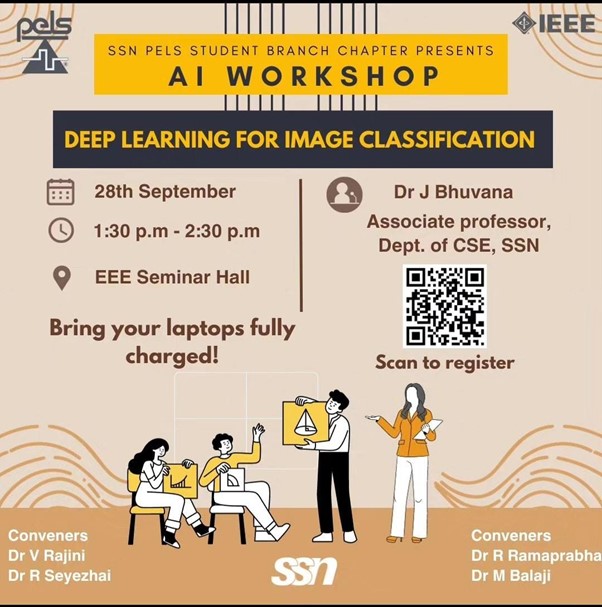 pels
IEEE
SSN PELS STUDENT BRANCH CHAPTER PRESENTS
AI WORKSHOP
DEEP LEARNING FOR IMAGE CLASSIFICATION
28th September
1:30 p.m - 2:30 p.m
EEE Seminar Hall
Bring your laptops fully
charged!
Dr J Bhuvana
Associate professor,
Dept. of CSE, SSN
Scan to register
Conveners
Dr V Rajini
Dr R Seyezhai
ssn
Conveners
Dr R Ramaprabha
Dr M Balaji